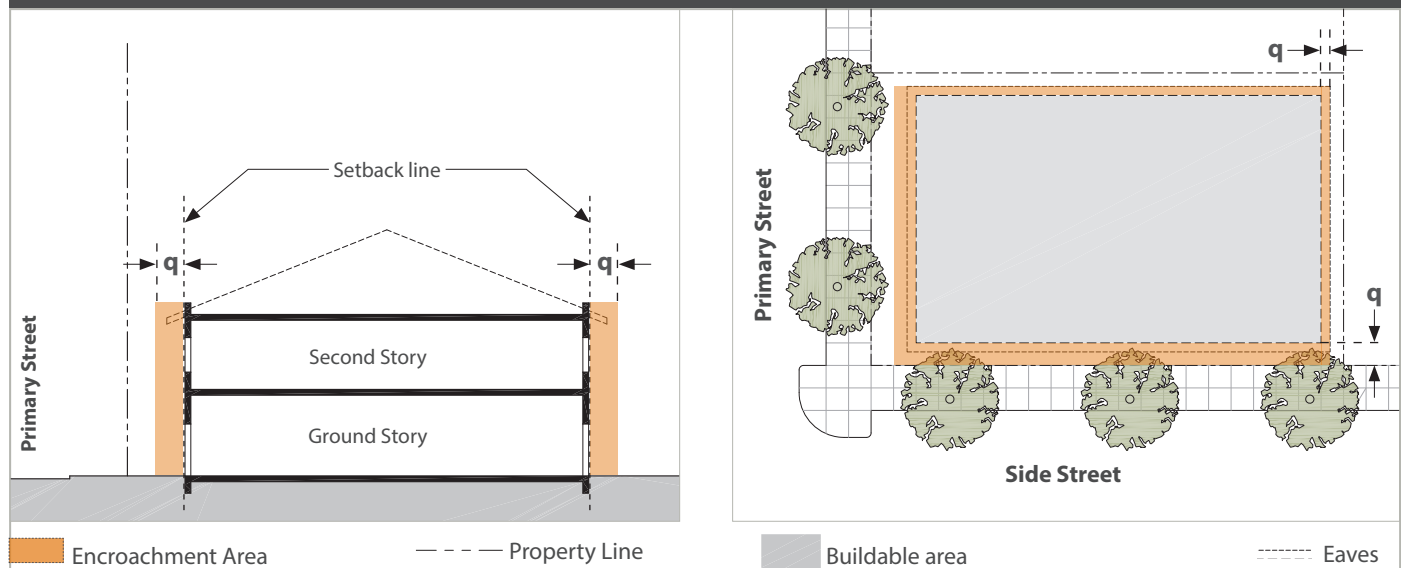 Setback line
q
q
Primary Street
Second Story
Ground Story
q
Primary Street
q
Side Street
Encroachment Area
Property Line
Buildable area
Eaves